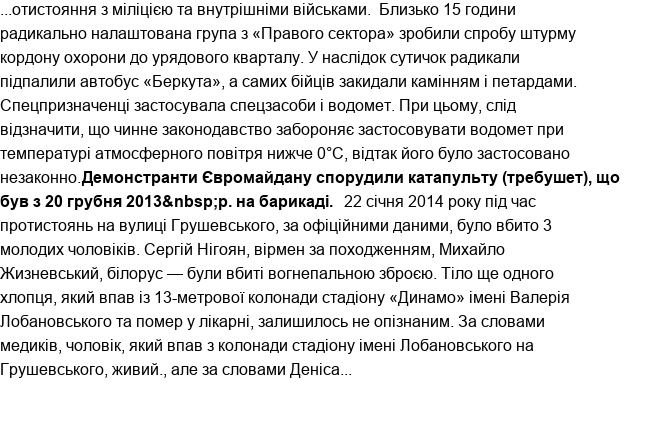 ...отистояння з міліцією та внутрішніми військами.  Близько 15 години
радикально налаштована група з «Правого сектора» зробили спробу штурму
кордону охорони до урядового кварталу. У наслідок сутичок радикали
підпалили автобус «Беркута», а самих бійців закидали камінням і петардами.
Спецпризначенці застосувала спецзасоби і водомет. При цьому, слід
відзначити, що чинне законодавство забороняє застосовувати водомет при
температурі атмосферного повітря нижче 0°C, відтак його було застосовано
незаконно.Демонстранти Євромайдану спорудили катапульту (требушет), що
був з 20 грубня 2013&nbsp;р. на барикаді.  22 січня 2014 року під час
протистоянь на вулиці Грушевського, за офіційними даними, було вбито 3
молодих чоловіків. Сергій Нігоян, вірмен за походженням, Михайло
Жизневський, білорус — були вбиті вогнепальною зброєю. Тіло ще одного
хлопця, який впав із 13-метрової колонади стадіону «Динамо» імені Валерія
Лобановського та помер у лікарні, залишилось не опізнаним. За словами
медиків, чоловік, який впав з колонади стадіону імені Лобановського на
Грушевського, живий., але за словами Деніса...